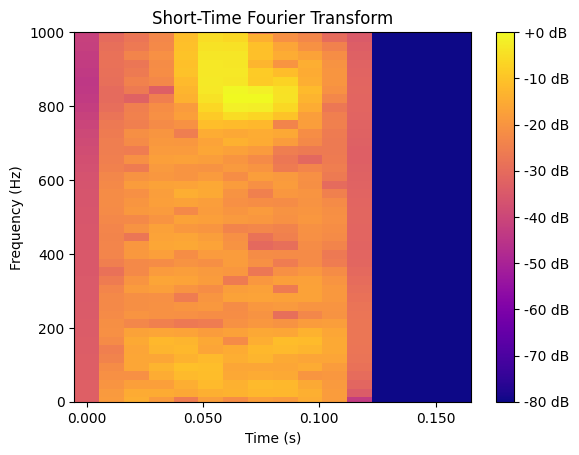 Short-Time Fourier Transform
1000
800
600
400
200
0
Frequency (Hz)
0.000
0.050
0.100
0.150
Time (s)
+0 dB
-10 dB
-20 dB
-30 dB
-40 dB
-50 dB
-60 dB
-70 dB
-80 dB